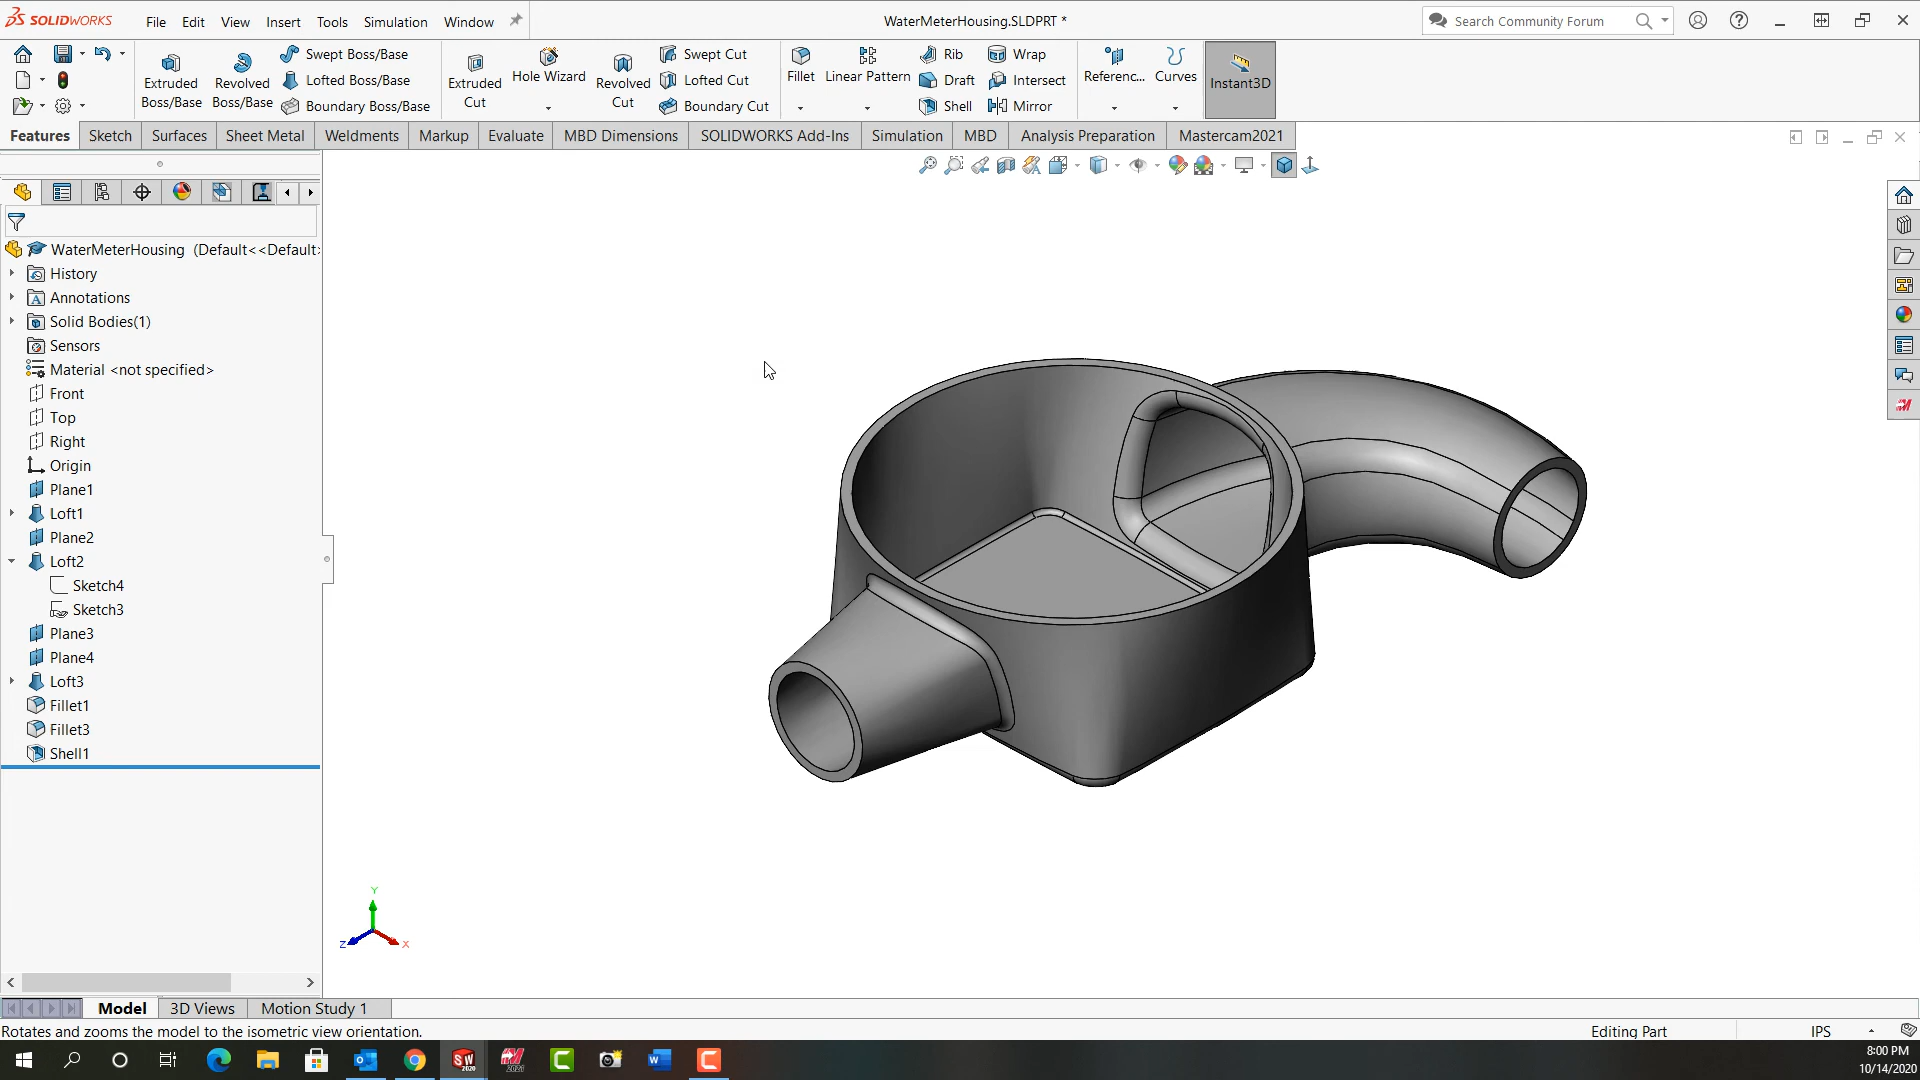 SOLIDWORKS File Edit View Insert Tools Simulation Window WaterMeterHousing.SLDPRT * Search Community Forum
Extruded Boss/Base
Revolved Boss/Base
Swept Boss/Base
Lofted Boss/Base
Boundary Boss/Base
Extruded Cut
Hole Wizard
Revolved Cut
Swept Cut
Lofted Cut
Boundary Cut
Fillet
Linear Pattern
Rib
Draft
Shell
Wrap
Intersect
Mirror
Referenc...
Curves
Instant3D
Features Sketch Surfaces Sheet Metal Weldments Markup Evaluate MBD Dimensions SOLIDWORKS Add-Ins Simulation MBD Analysis Preparation Mastercam2021
WaterMeterHousing (Default<<Default>
History
Annotations
Solid Bodies(1)
Sensors
Material <not specified>
Front
Top
Right
Origin
Plane1
Loft1
Plane2
Loft2
Sketch4
Sketch3
Plane3
Plane4
Loft3
Fillet1
Fillet3
Shell1
Y
Z
X
Model 3D Views Motion Study 1
Rotates and zooms the model to the isometric view orientation. Editing Part IPS
8:00 PM
10/14/2020